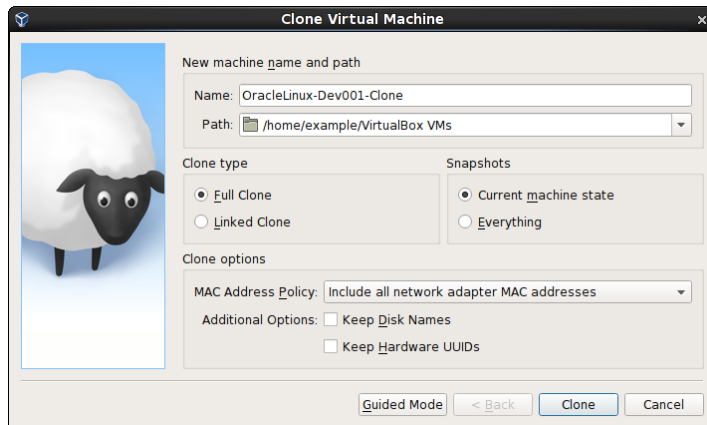 Clone Virtual Machine
New machine name and path
Name: OracleLinux-Dev001-Clone
Path: /home/example/VirtualBox VMs
Clone type
Snapshots
Full Clone
Current machine state
Linked Clone
Everything
Clone options
MAC Address Policy: Include all network adapter MAC addresses
Additional Options: Keep Disk Names
Keep Hardware UUIDs
Guided Mode < Back Clone Cancel